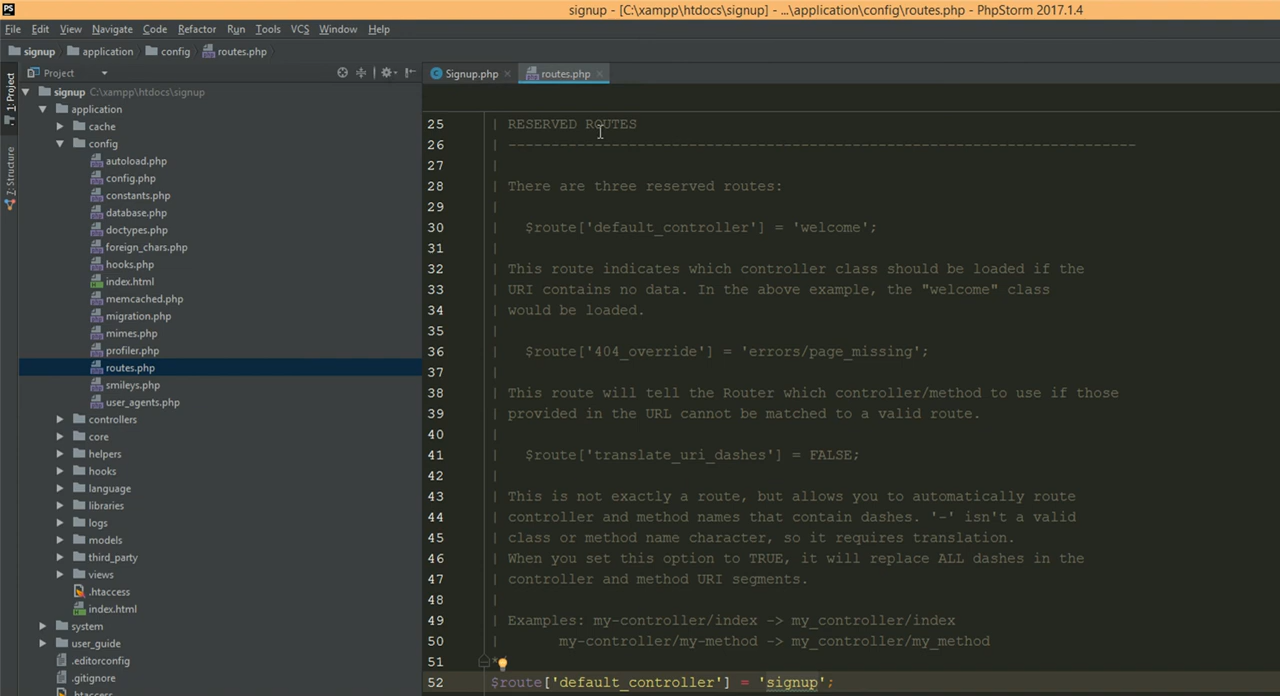 PS
signup - [C:\xampp\htdocs\signup] - ...\application\config\routes.php - PhpStorm 2017.1.4
File Edit View Navigate Code Refactor Run Tools VCS Window Help
signup application config routes.php
1: Project
7: Structure
Project
signup C:\xampp\htdocs\signup
application
cache
config
autoload.php
config.php
constants.php
database.php
doctypes.php
foreign_chars.php
hooks.php
index.html
memcached.php
migration.php
mimes.php
profiler.php
routes.php
smileys.php
user_agents.php
controllers
core
helpers
hooks
language
libraries
logs
models
third_party
views
.htaccess
index.html
system
user_guide
.editorconfig
.gitignore
.htaccess
Signup.php routes.php
25 | RESERVED ROUTES
26 | -------------------------------------------------------------------------
27 |
28 | There are three reserved routes:
29 |
30 | $route['default_controller'] = 'welcome';
31 |
32 | This route indicates which controller class should be loaded if the
33 | URI contains no data. In the above example, the "welcome" class
34 | would be loaded.
35 |
36 | $route['404_override'] = 'errors/page_missing';
37 |
38 | This route will tell the Router which controller/method to use if those
39 | provided in the URL cannot be matched to a valid route.
40 |
41 | $route['translate_uri_dashes'] = FALSE;
42 |
43 | This is not exactly a route, but allows you to automatically route
44 | controller and method names that contain dashes. '-' isn't a valid
45 | class or method name character, so it requires translation.
46 | When you set this option to TRUE, it will replace ALL dashes in the
47 | controller and method URI segments.
48 |
49 | Examples: my-controller/index -> my_controller/index
50 | my-controller/my-method -> my_controller/my_method
51 *
52 $route['default_controller'] = 'signup';